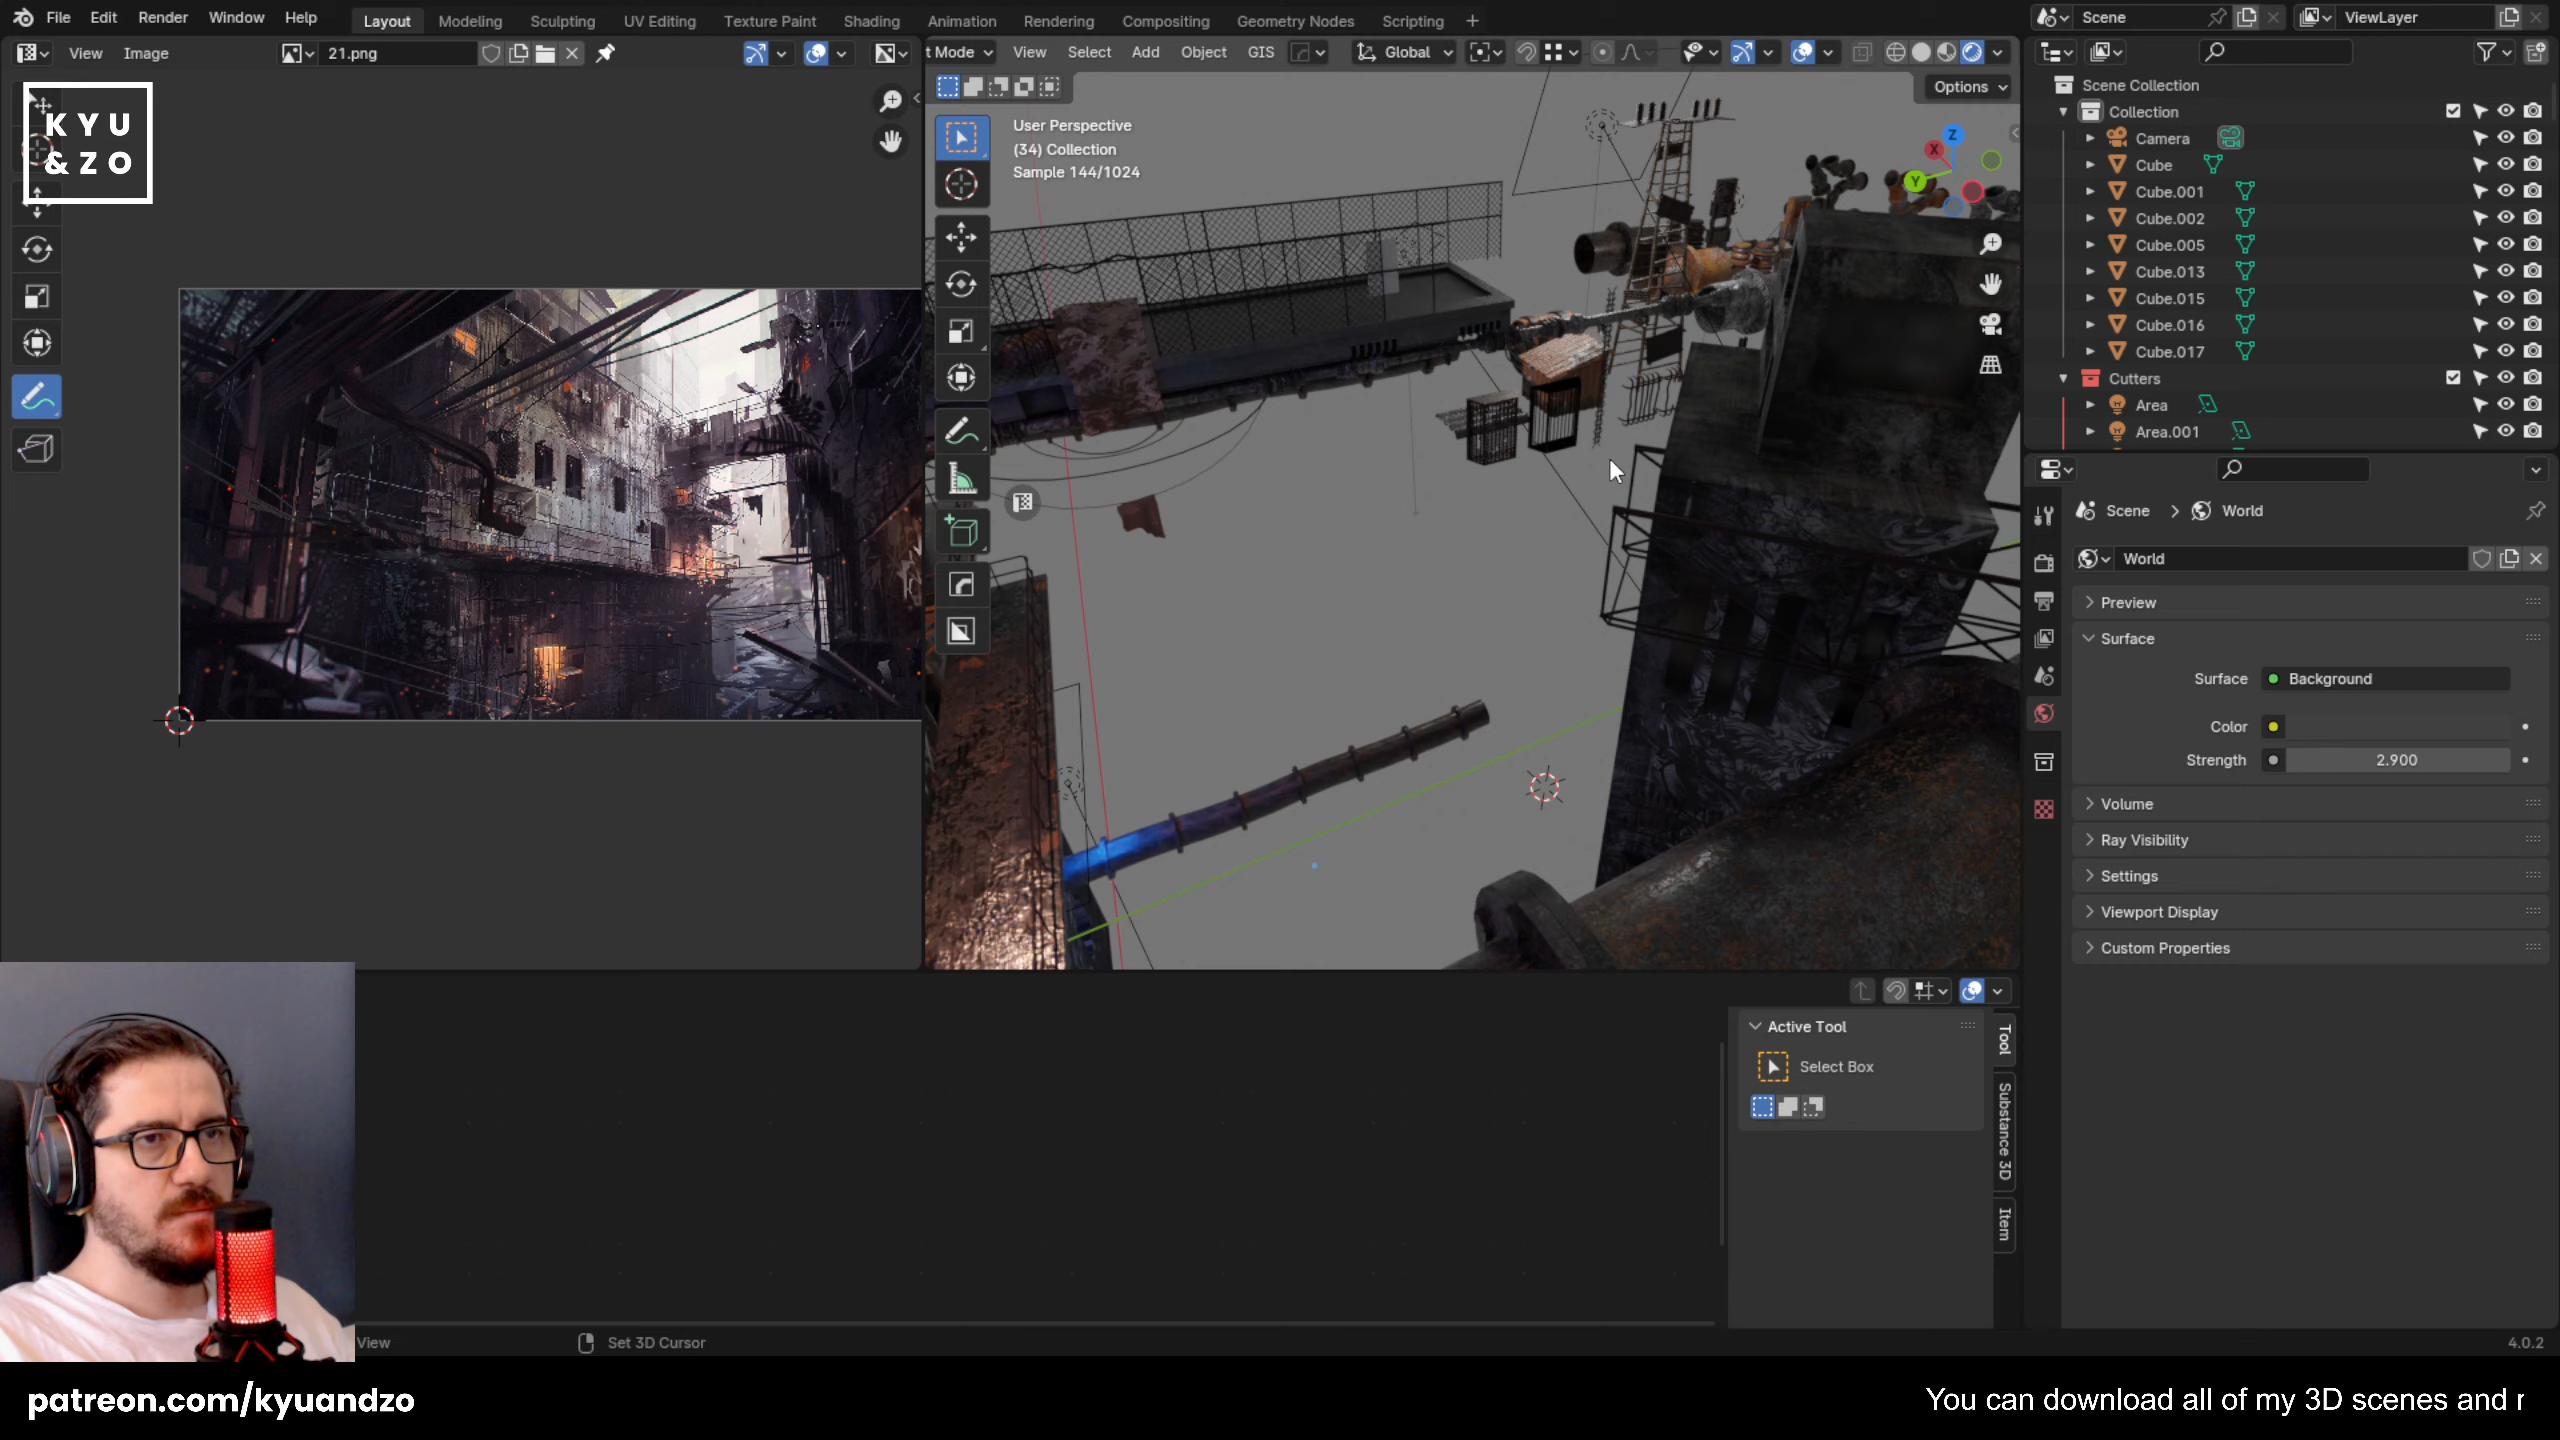 File Edit Render Window Help
Layout Modeling Sculpting UV Editing Texture Paint Shading Animation Rendering Compositing Geometry Nodes Scripting +
Scene
ViewLayer
View Image 21.png
t Mode View Select Add Object GIS Global
Options
KYU
&ZO
User Perspective
(34) Collection
Sample 144/1024
Z
X
Y
Scene Collection
Collection
Camera
Cube
Cube.001
Cube.002
Cube.005
Cube.013
Cube.015
Cube.016
Cube.017
Cutters
Area
Area.001
Scene > World
World
Preview
Surface
Surface Background
Color
Strength 2.900
Volume
Ray Visibility
Settings
Viewport Display
Custom Properties
Active Tool
Select Box
Tool
Substance 3D
Item
View
Set 3D Cursor
4.0.2
patreon.com/kyuandzo
You can download all of my 3D scenes and r